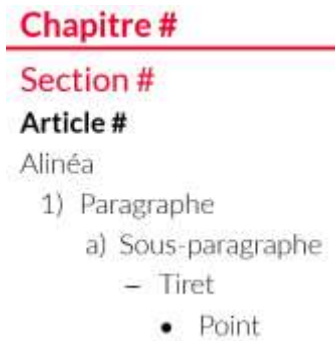 Chapitre #
Section #
Article #
Alinéa
1) Paragraphe
a) Sous-paragraphe
– Tiret
• Point